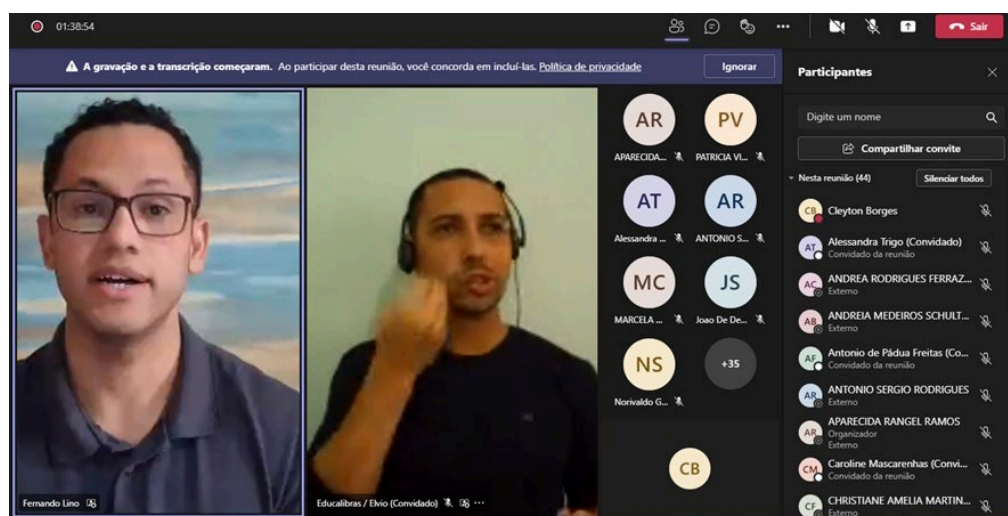 01:38:54
Sair
A gravação e a transcrição começaram. Ao participar desta reunião, você concorda em incluí-las. Política de privacidade
Ignorar
Fernando Lino
Educalibras / Elvio (Convidado)
AR
PV
APARECIDA...
PATRICIA VI...
AT
AR
Alessandra ...
ANTONIO S...
MC
JS
MARCELA ...
Joao De De...
NS
+35
Norivaldo G...
CB
Participantes
Digite um nome
Compartilhar convite
Nesta reunião (44)
Silenciar todos
CB
Cleyton Borges
AT
Alessandra Trigo (Convidado)
Convidado da reunião
AC
ANDREA RODRIGUES FERRAZ...
Externo
AB
ANDREIA MEDEIROS SCHULT...
Externo
AF
Antonio de Pádua Freitas (Co...
Convidado da reunião
AR
ANTONIO SERGIO RODRIGUES
Externo
AR
APARECIDA RANGEL RAMOS
Organizador
Externo
CM
Caroline Mascarenhas (Convi...
Convidado da reunião
CF
CHRISTIANE AMELIA MARTIN...
Externo